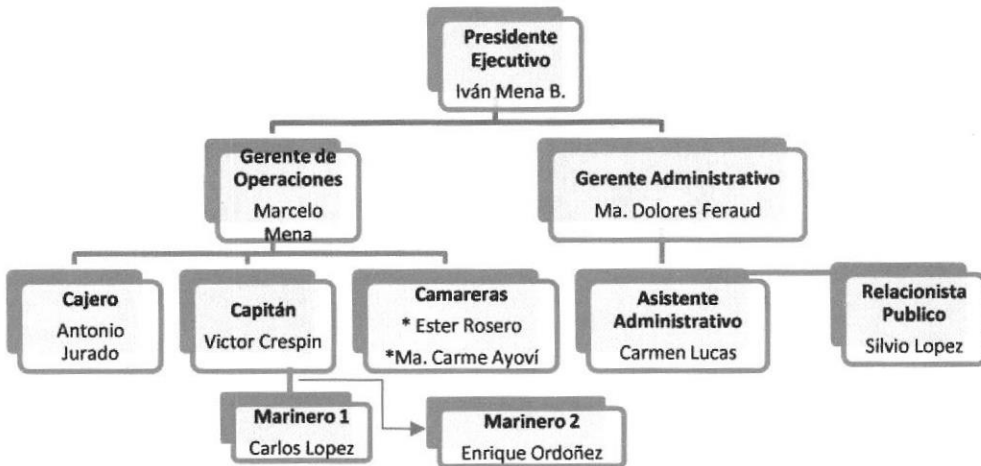 Presidente
Ejecutivo
Iván Mena B.
Gerente de
Operaciones
Marcelo
Mena
Gerente Administrativo
Ma. Dolores Feraud
Cajero
Antonio
Jurado
Capitán
Victor Crespin
Camareras
* Ester Rosero
*Ma. Carme Ayoví
Asistente
Administrativo
Carmen Lucas
Relacionista
Publico
Silvio Lopez
Marinero 1
Carlos Lopez
Marinero 2
Enrique Ordoñez